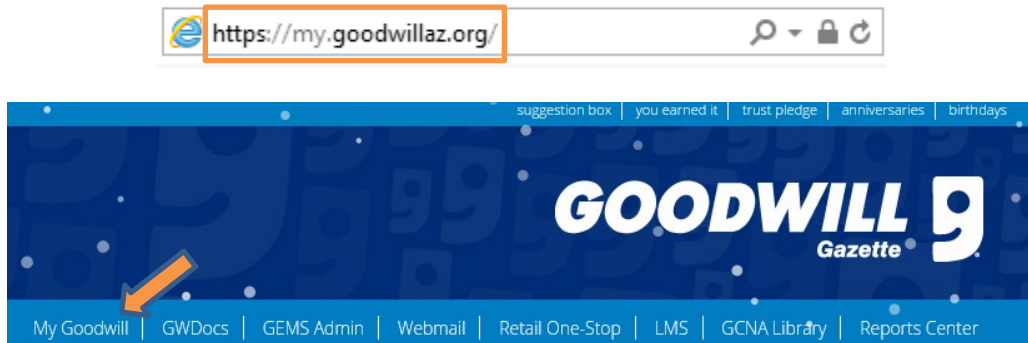 https://my.goodwillaz.org/
suggestion box | you earned it | trust pledge | anniversaries | birthdays
GOODWILL
Gazette
My Goodwill | GWDocs | GEMS Admin | Webmail | Retail One-Stop | LMS | GCNA Library | Reports Center